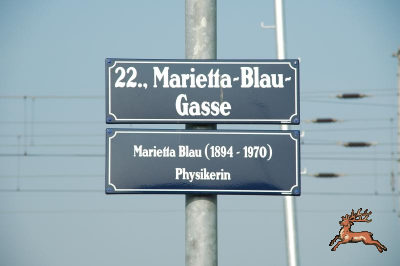 22., Marietta-Blau-
Gasse
Marietta Blau (1894 - 1970)
Physikerin